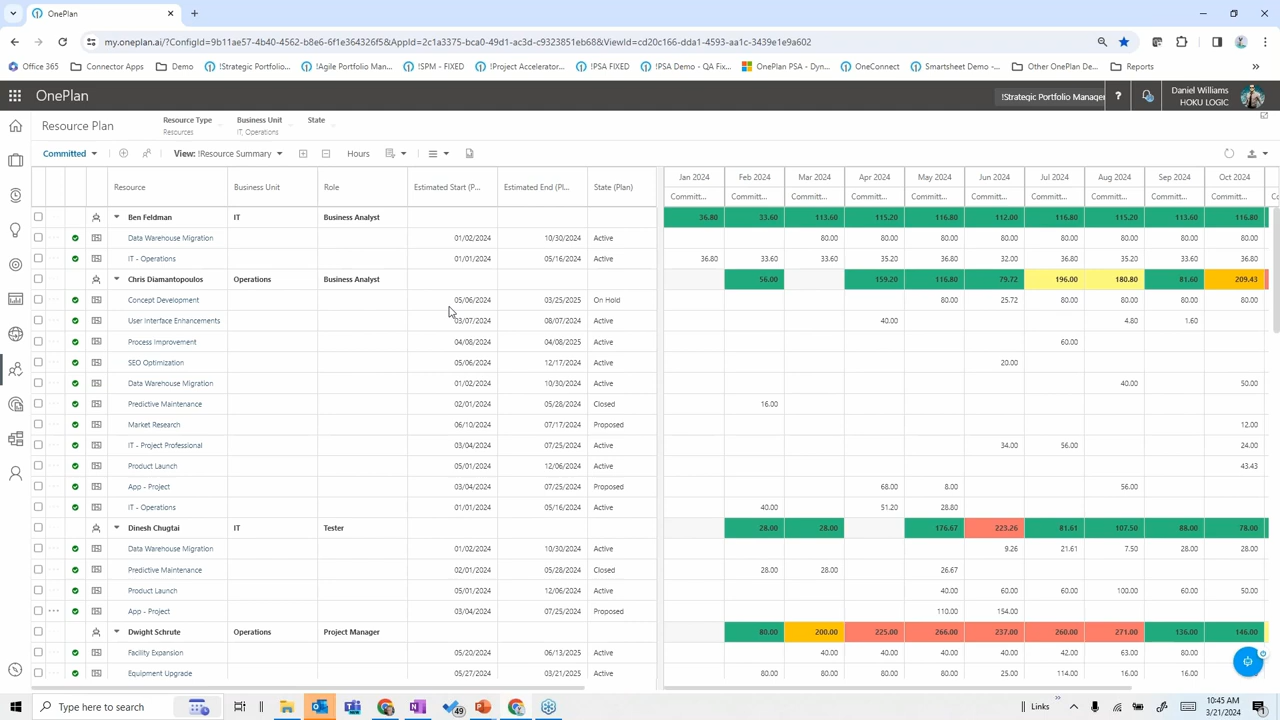 OnePlan
my.oneplan.ai/?ConfigId=9b11ae57-4b40-4562-b8e6-6f1e364326f5&AppId=2c1a3375-bca0-49d1-ac3d-c9323851eb68&ViewId=cd20c166-dda1-4593-aa1c-3439e1e9a602
Office 365 Connector Apps Demo !Strategic Portfolio... !Agile Portfolio Man... !SPM - FIXED !Project Accelerator... !PSA FIXED !PSA Demo - QA Fix... OnePlan PSA - Dyn... OneConnect Smartsheet Demo -... Other OnePlan De... Reports
OnePlan !Strategic Portfolio Manager ? Daniel Williams
HOKU LOGIC
Resource Plan Resource Type Business Unit State
Resources IT, Operations
Committed View: !Resource Summary Hours
Jan 2024 Feb 2024 Mar 2024 Apr 2024 May 2024 Jun 2024 Jul 2024 Aug 2024 Sep 2024 Oct 2024
Resource Business Unit Role Estimated Start (P... Estimated End (Pl... State (Plan) Committ... Committ... Committ... Committ... Committ... Committ... Committ... Committ... Committ... Committ...
Ben Feldman IT Business Analyst 36.80 33.60 113.60 115.20 116.80 112.00 116.80 115.20 113.60 116.80
Data Warehouse Migration 01/02/2024 10/30/2024 Active 80.00 80.00 80.00 80.00 80.00 80.00 80.00 80.00
IT - Operations 01/01/2024 05/16/2024 Active 36.80 33.60 33.60 35.20 36.80 32.00 36.80 35.20 33.60 36.80
Chris Diamantopoulos Operations Business Analyst 56.00 159.20 116.80 79.72 196.00 180.80 81.60 209.43
Concept Development 05/06/2024 03/25/2025 On Hold 80.00 25.72 80.00 80.00 80.00 80.00
User Interface Enhancements 03/07/2024 08/07/2024 Active 40.00 4.80 1.60
Process Improvement 04/08/2024 04/08/2025 Active 60.00
SEO Optimization 05/06/2024 12/17/2024 Active 20.00
Data Warehouse Migration 01/02/2024 10/30/2024 Active 40.00 50.00
Predictive Maintenance 02/01/2024 05/28/2024 Closed 16.00
Market Research 06/10/2024 07/17/2024 Proposed 12.00
IT - Project Professional 03/04/2024 07/25/2024 Active 34.00 56.00 24.00
Product Launch 05/01/2024 12/06/2024 Active 43.43
App - Project 03/04/2024 07/25/2024 Proposed 68.00 8.00 56.00
IT - Operations 01/01/2024 05/16/2024 Active 40.00 51.20 28.80
Dinesh Chugtai IT Tester 28.00 28.00 176.67 223.26 81.61 107.50 88.00 78.00
Data Warehouse Migration 01/02/2024 10/30/2024 Active 9.26 21.61 7.50 28.00 28.00
Predictive Maintenance 02/01/2024 05/28/2024 Closed 28.00 28.00 26.67
Product Launch 05/01/2024 12/06/2024 Active 40.00 60.00 60.00 100.00 60.00 50.00
App - Project 03/04/2024 07/25/2024 Proposed 110.00 154.00
Dwight Schrute Operations Project Manager 80.00 200.00 225.00 266.00 237.00 260.00 271.00 136.00 146.00
Facility Expansion 05/20/2024 06/13/2025 Active 40.00 40.00 40.00 40.00 42.00 63.00 80.00
Equipment Upgrade 05/27/2024 03/21/2025 Active 80.00 80.00 80.00 80.00 25.00 114.00 16.00 16.00
Type here to search 49 Links 10:45 AM
3/21/2024